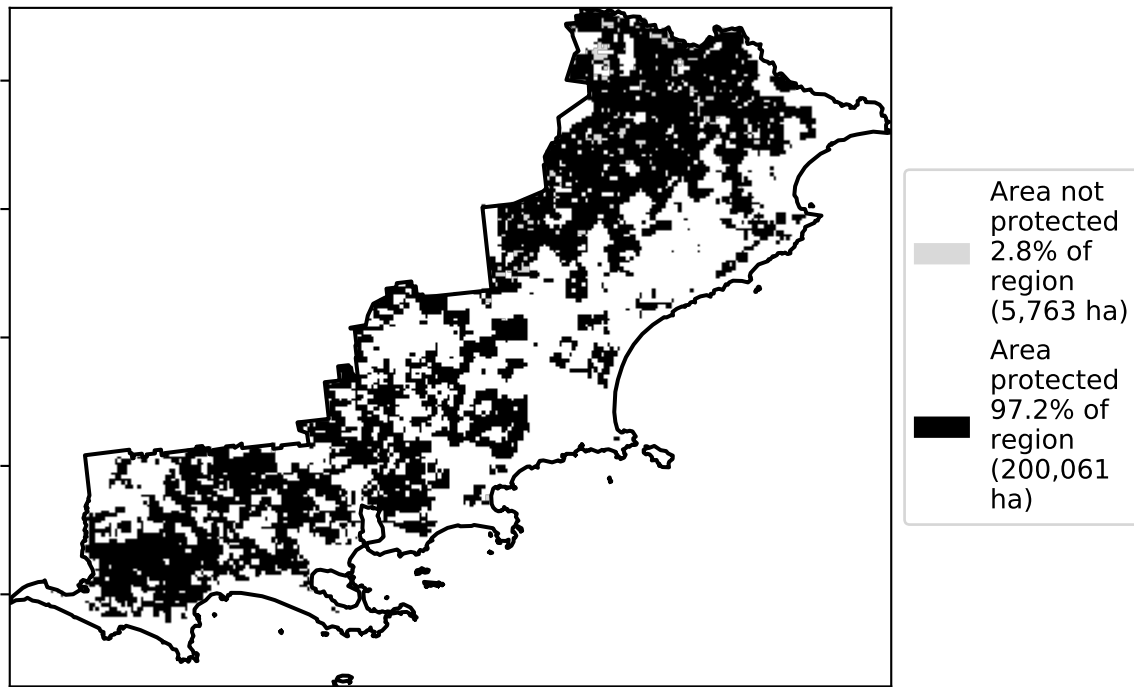 Area not
protected
2.8% of
region
(5,763 ha)
Area
protected
97.2% of
region
(200,061
ha)